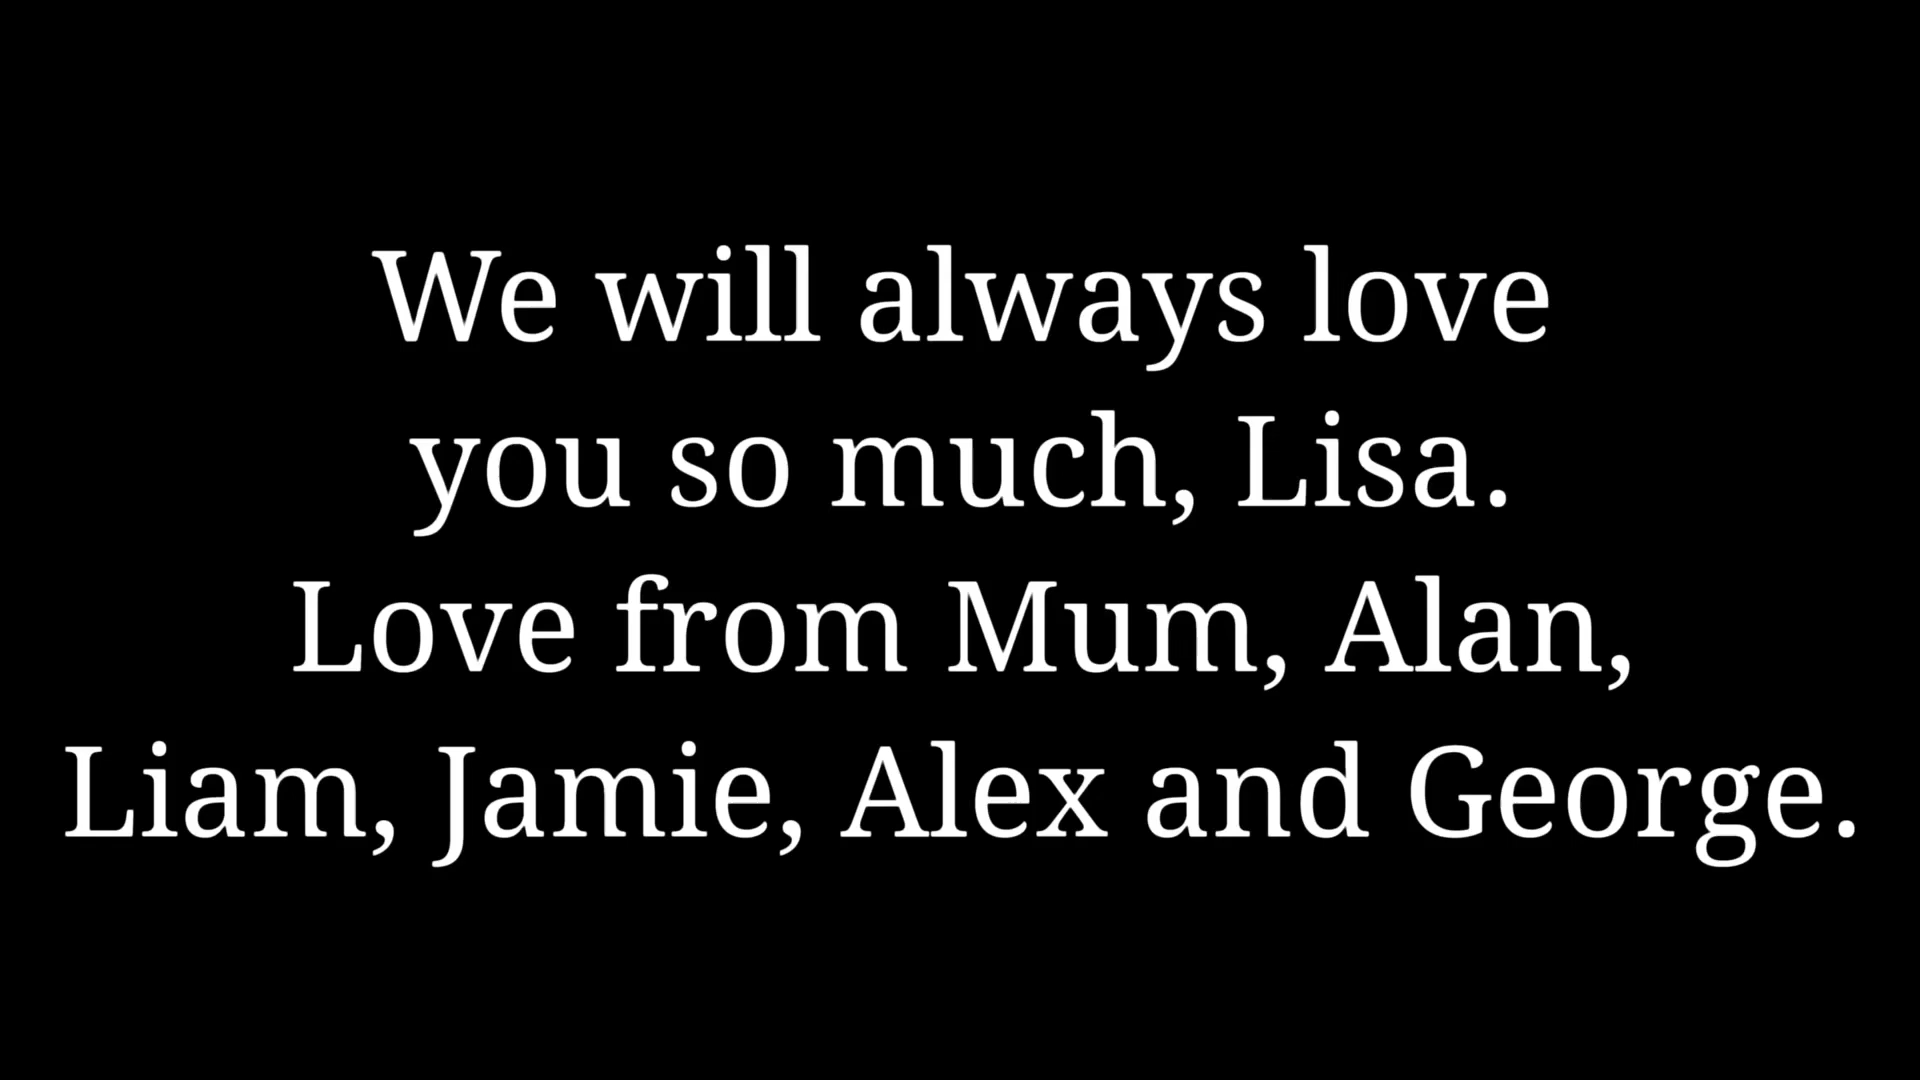 We will always love
you so much, Lisa.
Love from Mum, Alan,
Liam, Jamie, Alex and George.